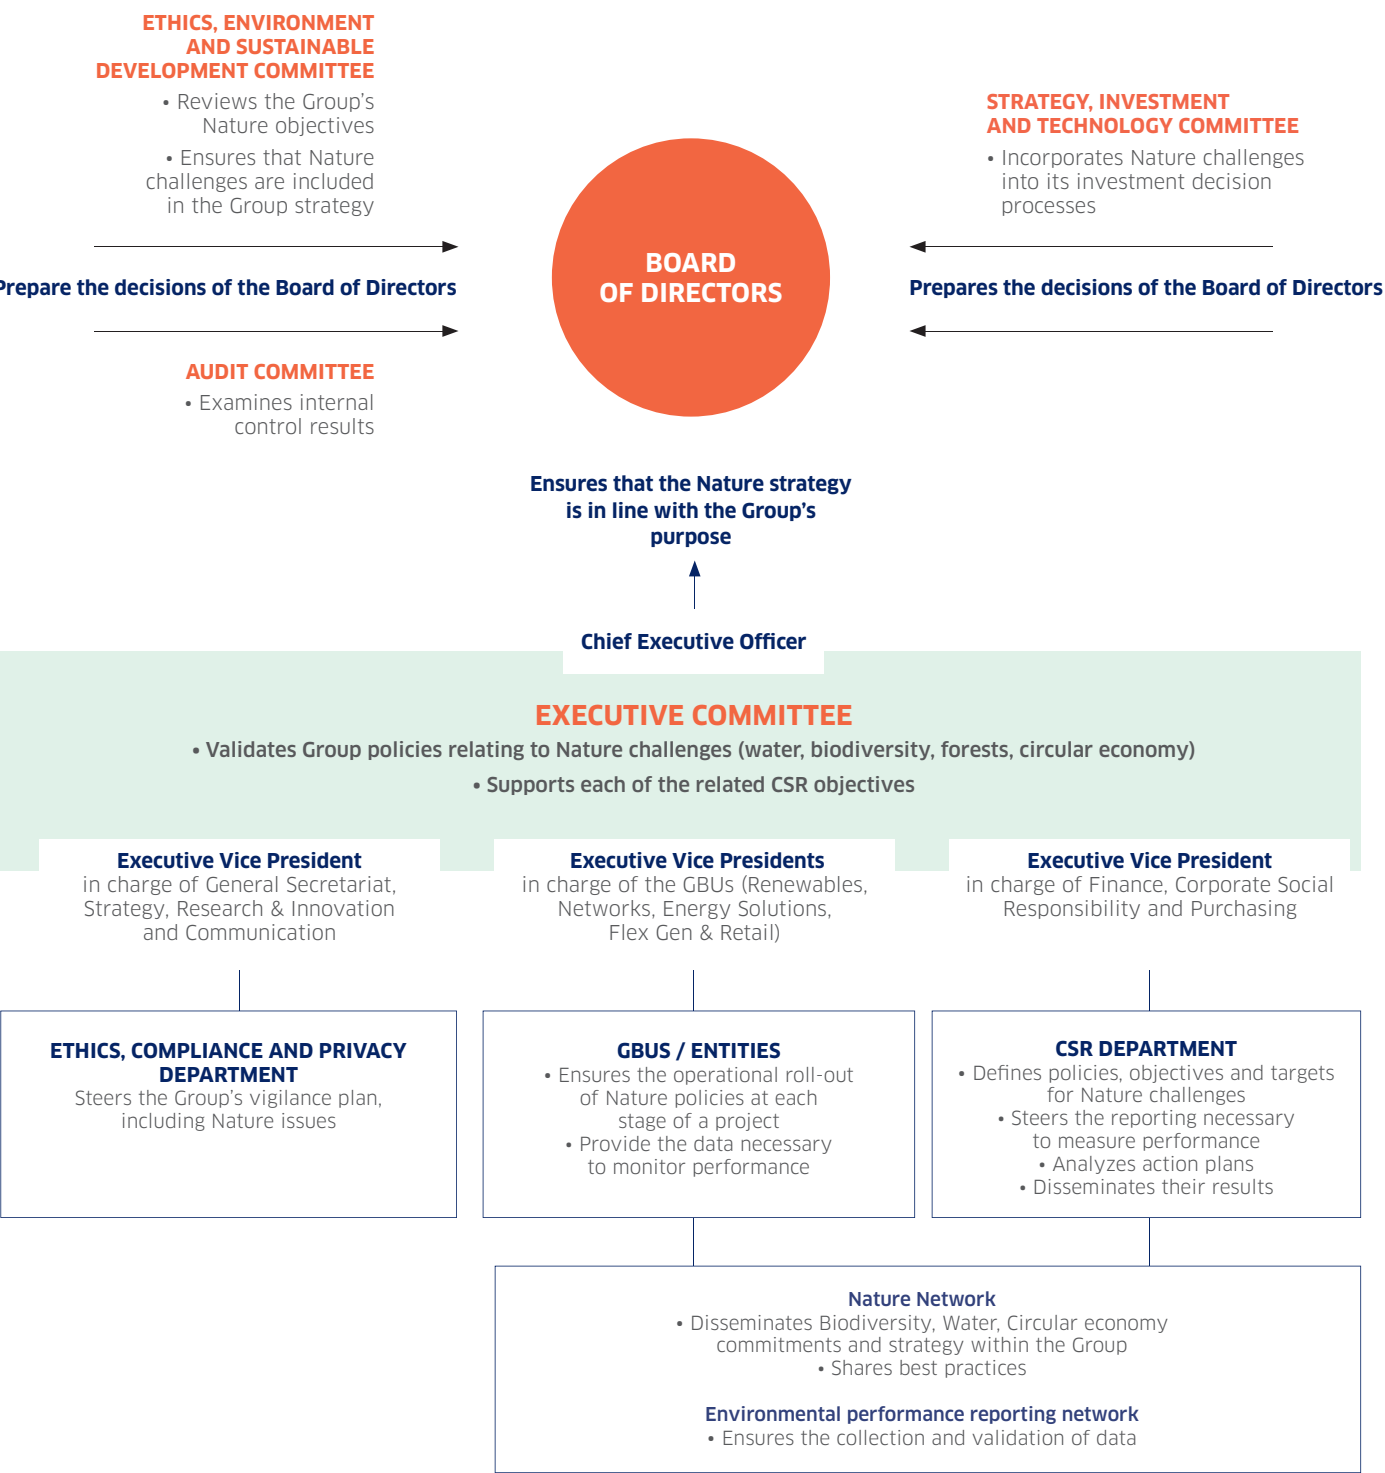 ETHICS, ENVIRONMENT
AND SUSTAINABLE
DEVELOPMENT COMMITTEE
• Reviews the Group's
Nature objectives
• Ensures that Nature
challenges are included
in the Group strategy
Prepare the decisions of the Board of Directors
AUDIT COMMITTEE
• Examines internal
control results
BOARD
OF DIRECTORS
STRATEGY, INVESTMENT
AND TECHNOLOGY COMMITTEE
• Incorporates Nature challenges
into its investment decision
processes
Prepares the decisions of the Board of Directors
Ensures that the Nature strategy
is in line with the Group's
purpose
Chief Executive Officer
EXECUTIVE COMMITTEE
• Validates Group policies relating to Nature challenges (water, biodiversity, forests, circular economy)
• Supports each of the related CSR objectives
Executive Vice President
in charge of General Secretariat,
Strategy, Research & Innovation
and Communication
Executive Vice Presidents
in charge of the GBUs (Renewables,
Networks, Energy Solutions,
Flex Gen & Retail)
Executive Vice President
in charge of Finance, Corporate Social
Responsibility and Purchasing
ETHICS, COMPLIANCE AND PRIVACY
DEPARTMENT
Steers the Group's vigilance plan,
including Nature issues
GBUS / ENTITIES
• Ensures the operational roll-out
of Nature policies at each
stage of a project
• Provide the data necessary
to monitor performance
CSR DEPARTMENT
• Defines policies, objectives and targets
for Nature challenges
• Steers the reporting necessary
to measure performance
• Analyzes action plans
• Disseminates their results
Nature Network
• Disseminates Biodiversity, Water, Circular economy
commitments and strategy within the Group
• Shares best practices
Environmental performance reporting network
• Ensures the collection and validation of data